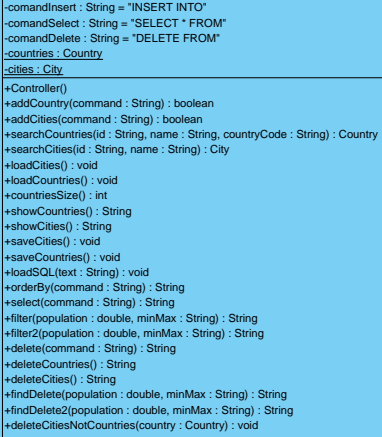 -comandInsert : String = "INSERT INTO"
-comandSelect : String = "SELECT * FROM"
-comandDelete : String = "DELETE FROM"
-countries : Country
-cities : City
+Controller()
+addCountry(command : String) : boolean
+addCities(command : String) : boolean
+searchCountries(id : String, name : String, countryCode : String) : Country
+searchCities(id : String, name : String) : City
+loadCities() : void
+loadCountries() : void
+countriesSize() : int
+showCountries() : String
+showCities() : String
+saveCities() : void
+saveCountries() : void
+loadSQL(text : String) : void
+orderBy(command : String) : String
+select(command : String) : String
+filter(population : double, minMax : String) : String
+filter2(population : double, minMax : String) : String
+delete(command : String) : String
+deleteCountries() : String
+deleteCities() : String
+findDelete(population : double, minMax : String) : String
+findDelete2(population : double, minMax : String) : String
+deleteCitiesNotCountries(country : Country) : void